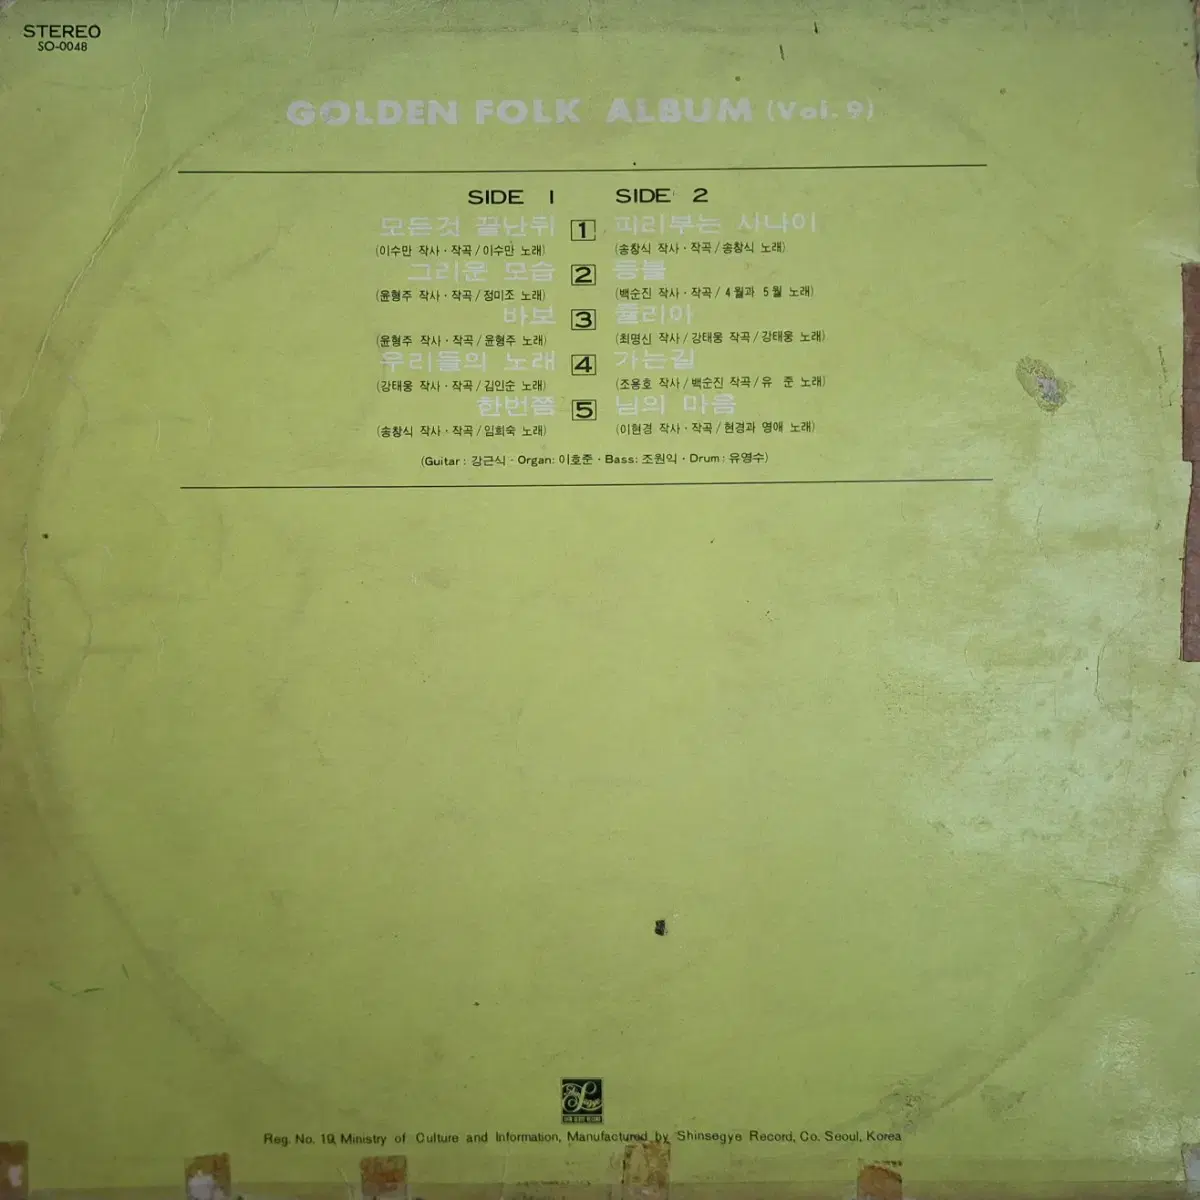 STEREO
SO-0048
GOLDEN FOLK ALBUM (Vol. 9)
SIDE 1
모든것 끝난뒤 1
(이수만 작사·작곡/이수만 노래)
그리운 모습 2
(윤형주 작사·작곡/정미조 노래)
바보 3
(윤형주 작사·작곡/윤형주 노래)
우리들의 노래 4
(강태웅 작사·작곡/김인순 노래)
한번쯤 5
(송창식 작사·작곡/임희숙 노래)
SIDE 2
피리부는 사나이
(송창식 작사·작곡/송창식 노래)
등불
(백순진 작사·작곡/4월과 5월 노래)
쥴리아
(최명신 작사/강태웅 작곡/강태웅 노래)
가는길
(조용호 작사/백순진 작곡/유 준 노래)
님의 마음
(이현경 작사·작곡/현경과 영애 노래)
(Guitar: 강근식·Organ: 이호준·Bass: 조원익·Drum: 유영수)
Reg. No. 19, Ministry of Culture and Information, Manufactured by Shinsegye Record, Co. Seoul, Korea